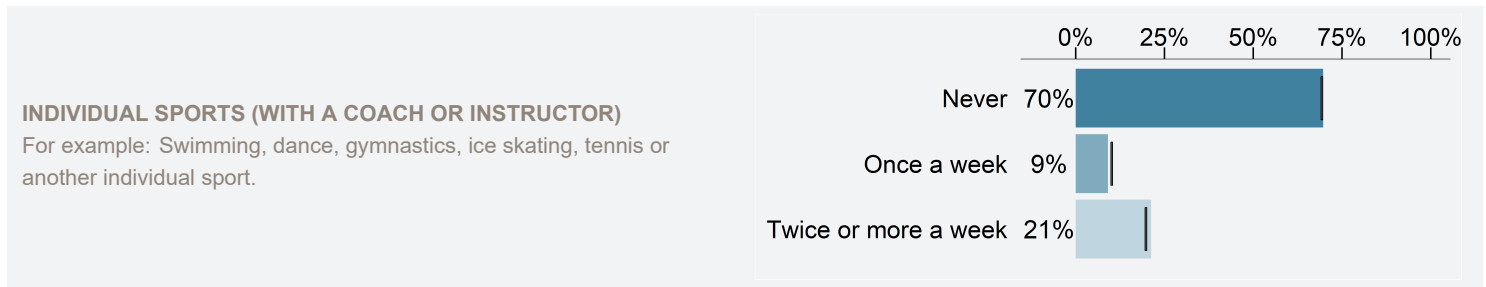 INDIVIDUAL SPORTS (WITH A COACH OR INSTRUCTOR)
For example: Swimming, dance, gymnastics, ice skating, tennis or
another individual sport.
0% 25% 50% 75% 100%
Never 70%
Once a week 9%
Twice or more a week 21%